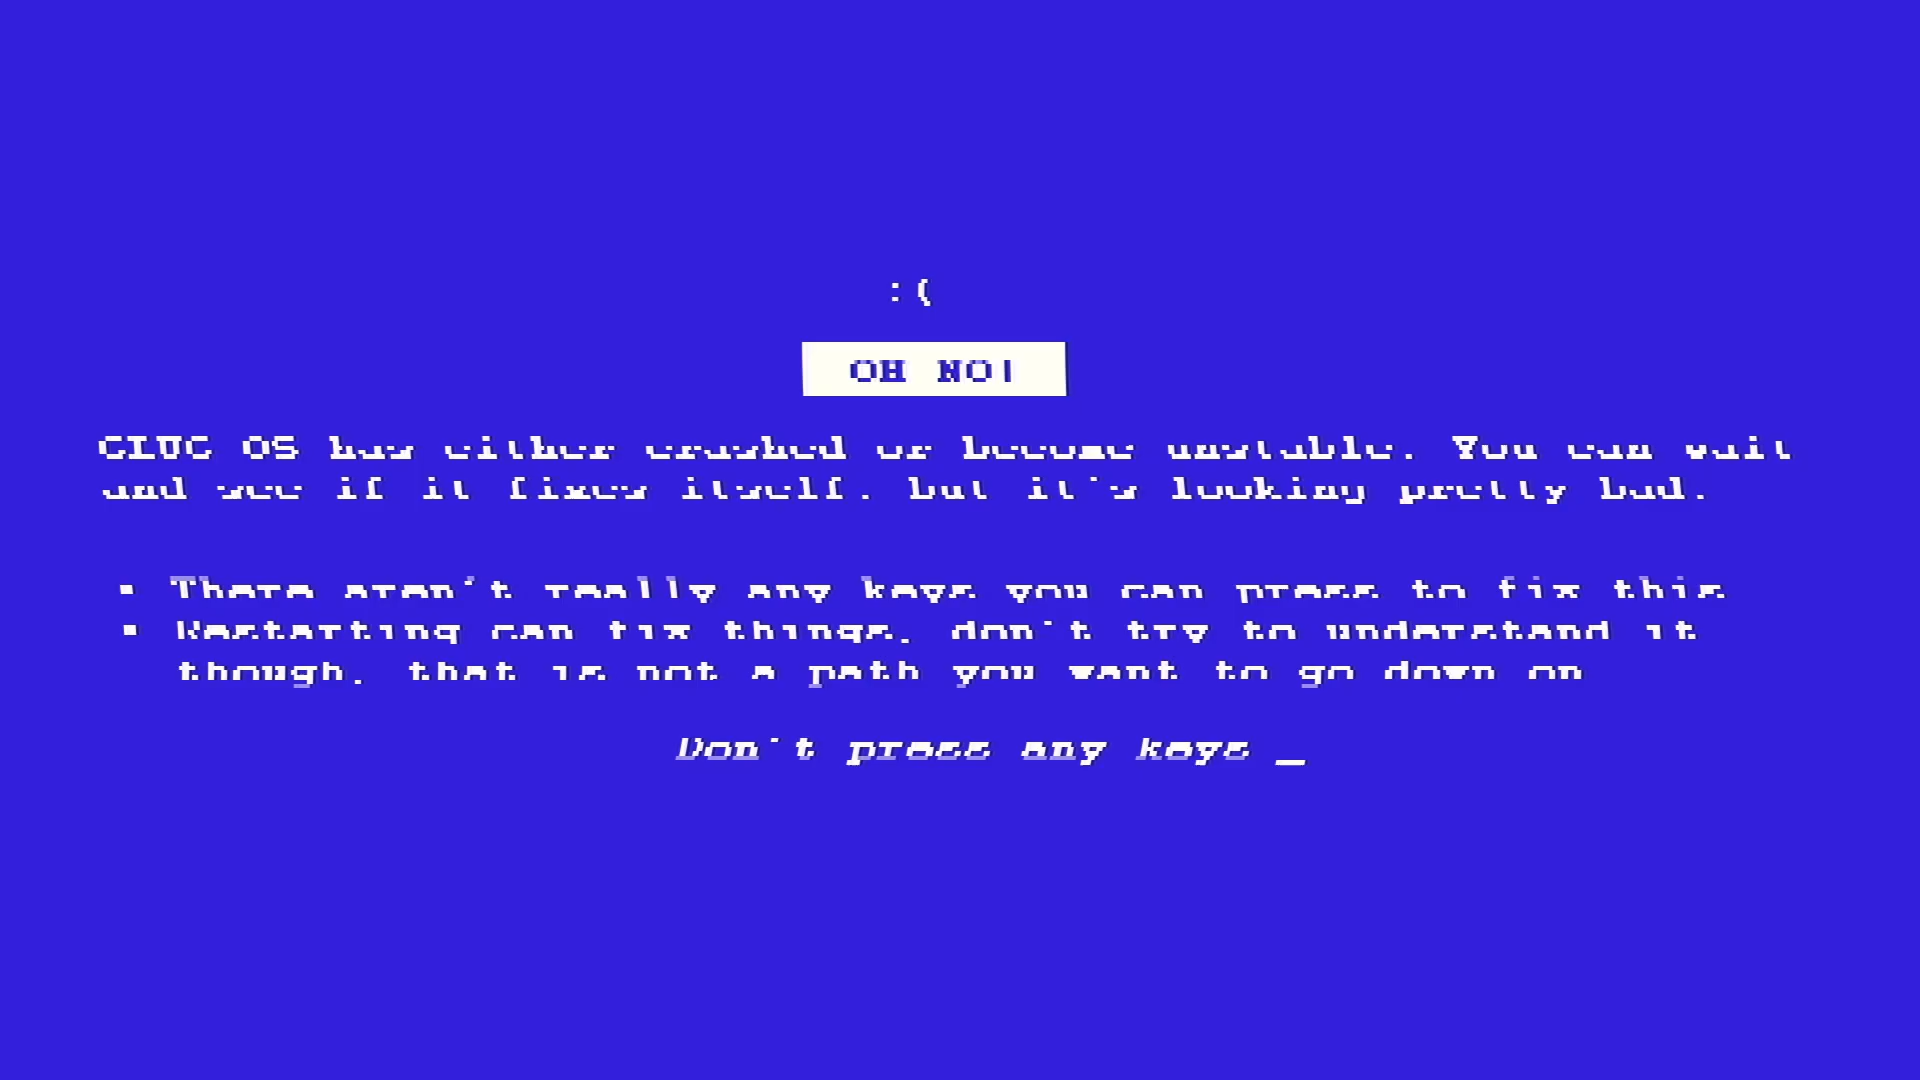 :(
OH NO!
CIVC OS has either crashed or become unstable. You can wait
and see if it fixes itself, but it's looking pretty bad.
▪ There aren't really any keys you can press to fix this
▪ Restarting can fix things, don't try to understand it
though, that is not a path you want to go down on
Don't press any keys _